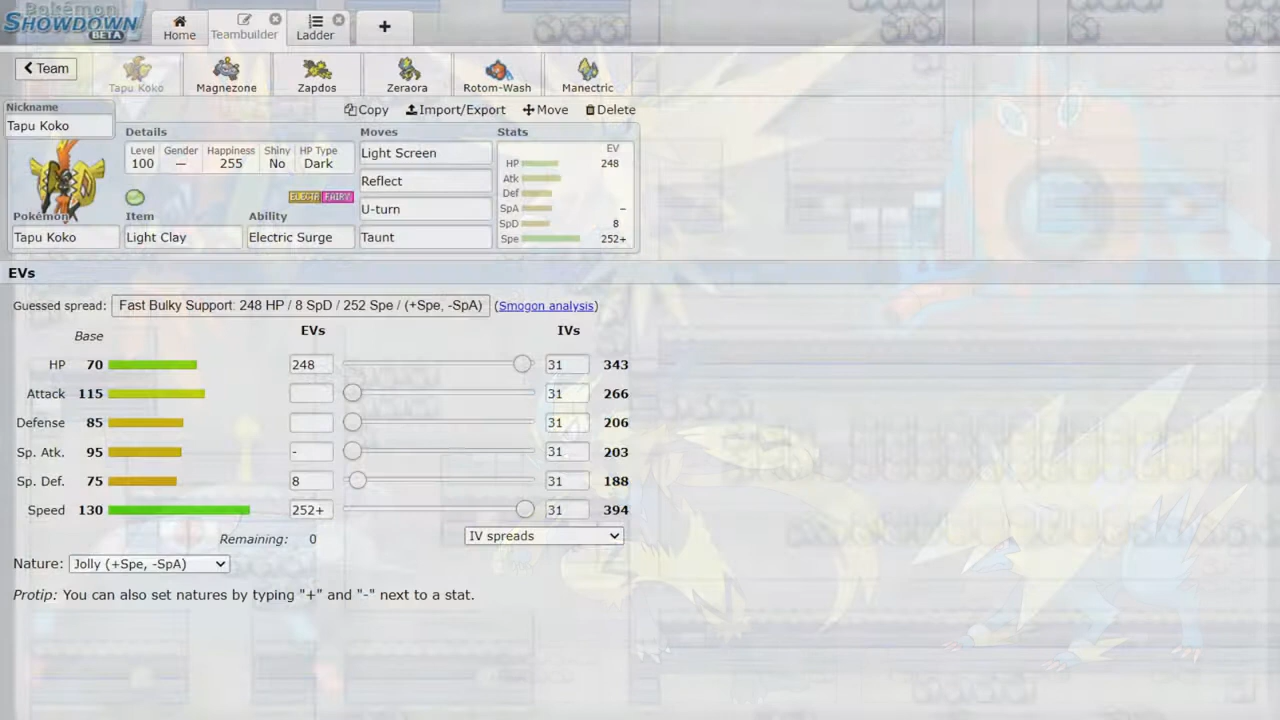 Pokémon
SHOWDOWN
BETA
Home
Teambuilder
Ladder
+
Team
Tapu Koko
Magnezone
Zapdos
Zeraora
Rotom-Wash
Manectric
Nickname
Tapu Koko
Copy
Import/Export
Move
Delete
Details
Level
100
Gender
—
Happiness
255
Shiny
No
HP Type
Dark
ELECTR FAIRY
Pokémon
Tapu Koko
Item
Light Clay
Ability
Electric Surge
Moves
Light Screen
Reflect
U-turn
Taunt
Stats
EV
HP 248
Atk
Def
SpA –
SpD 8
Spe 252+
EVs
Guessed spread: Fast Bulky Support: 248 HP / 8 SpD / 252 Spe / (+Spe, -SpA) (Smogon analysis)
Base EVs IVs
HP 70 248 31 343
Attack 115 31 266
Defense 85 31 206
Sp. Atk. 95 - 31 203
Sp. Def. 75 8 31 188
Speed 130 252+ 31 394
Remaining: 0 IV spreads
Nature: Jolly (+Spe, -SpA)
Protip: You can also set natures by typing "+" and "-" next to a stat.